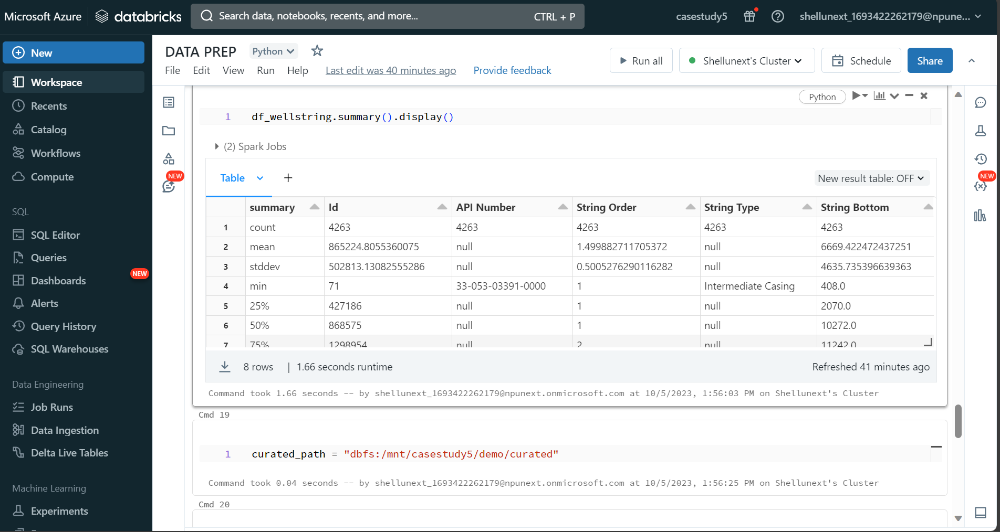 Microsoft Azure databricks Search data, notebooks, recents, and more... CTRL + P casestudy5 shellunext_1693422262179@npune...
New
Workspace
Recents
Catalog
Workflows
Compute
SQL
SQL Editor
Queries
Dashboards NEW
Alerts
Query History
SQL Warehouses
Data Engineering
Job Runs
Data Ingestion
Delta Live Tables
Machine Learning
Experiments
DATA PREP Python
File Edit View Run Help Last edit was 40 minutes ago Provide feedback
Run all Shellunext's Cluster Schedule Share
NEW
NEW
Python
1 df_wellstring.summary().display()
(2) Spark Jobs
Table + New result table: OFF
summary Id API Number String Order String Type String Bottom
1 count 4263 4263 4263 4263 4263
2 mean 865224.8055360075 null 1.499882711705372 null 6669.422472437251
3 stddev 502813.13082555286 null 0.5005276290116282 null 4635.735396639363
4 min 71 33-053-03391-0000 1 Intermediate Casing 408.0
5 25% 427186 null 1 null 2070.0
6 50% 868575 null 1 null 10272.0
7 75% 1298954 null 2 null 11242.0
8 rows | 1.66 seconds runtime Refreshed 41 minutes ago
Command took 1.66 seconds -- by shellunext_1693422262179@npunext.onmicrosoft.com at 10/5/2023, 1:56:03 PM on Shellunext's Cluster
Cmd 19
1 curated_path = "dbfs:/mnt/casestudy5/demo/curated"
Command took 0.04 seconds -- by shellunext_1693422262179@npunext.onmicrosoft.com at 10/5/2023, 1:56:25 PM on Shellunext's Cluster
Cmd 20